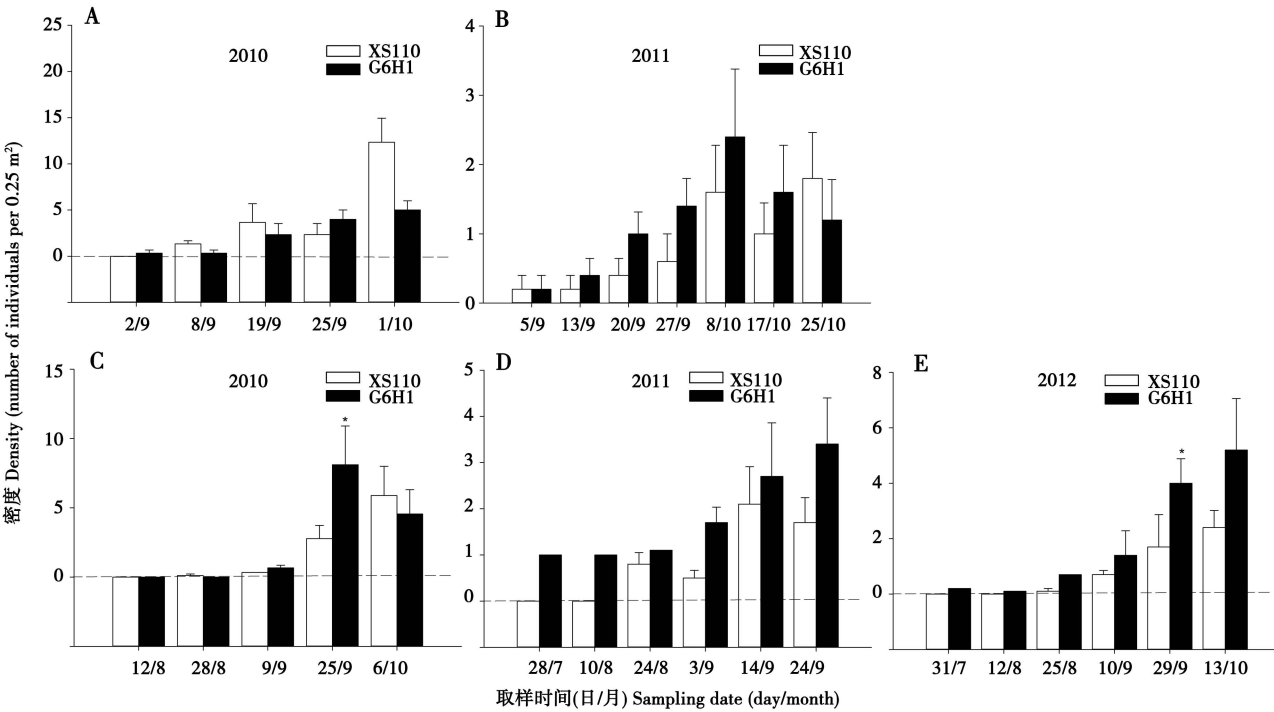 A
2010
XS110
G6H1
25
20
15
10
5
0
2/9 8/9 19/9 25/9 1/10
B
2011
XS110
G6H1
4
3
2
1
0
5/9 13/9 20/9 27/9 8/10 17/10 25/10
密度 Density (number of individuals per 0.25 m²)
C
2010
XS110
G6H1
15
10
5
0
*
12/8 28/8 9/9 25/9 6/10
D
2011
XS110
G6H1
5
4
3
2
1
0
28/7 10/8 24/8 3/9 14/9 24/9
E
2012
XS110
G6H1
8
6
4
2
0
*
31/7 12/8 25/8 10/9 29/9 13/10
取样时间(日/月) Sampling date (day/month)